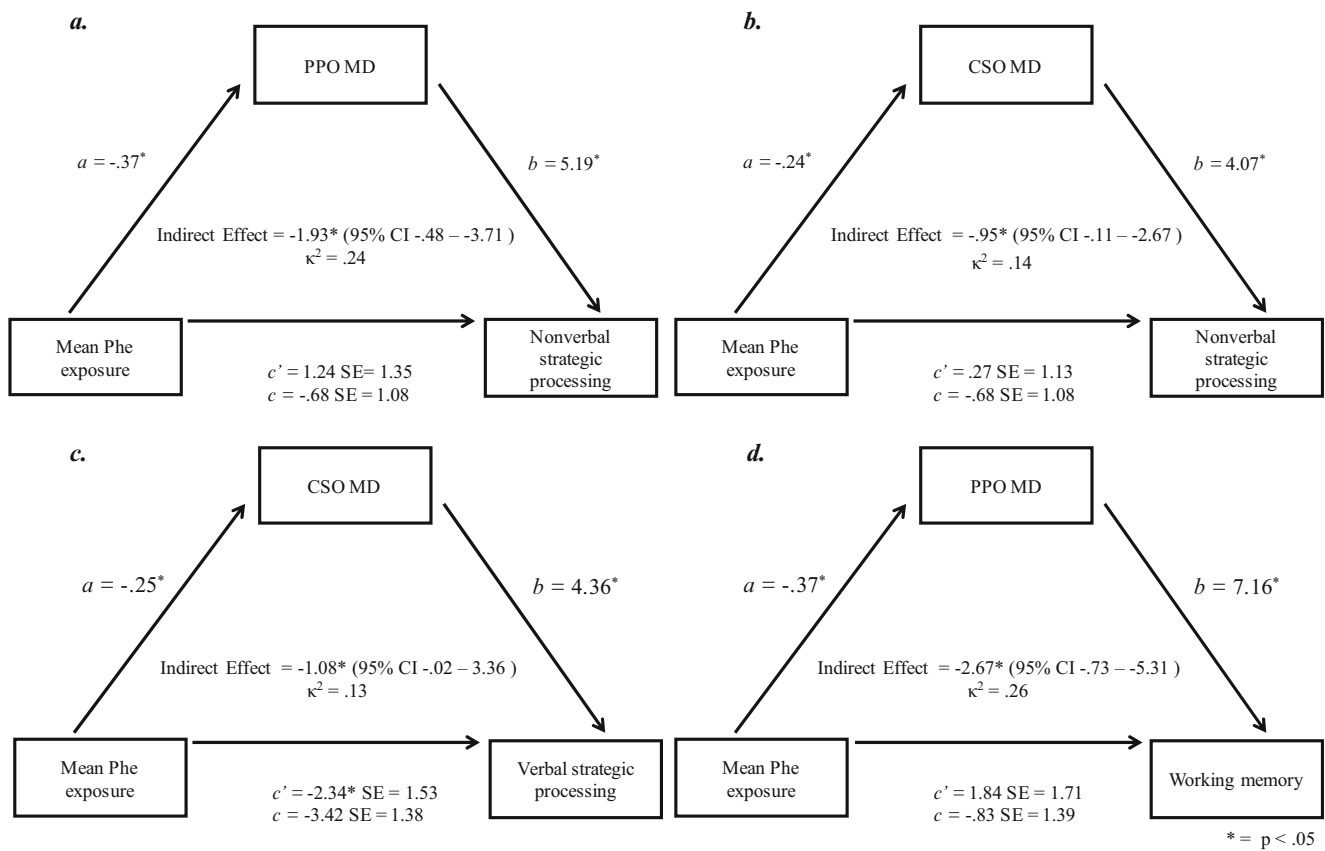 a.
PPO MD
a = -.37*
b = 5.19*
Indirect Effect = -1.93* (95% CI -.48 – -3.71 )
κ² = .24
Mean Phe
exposure
Nonverbal
strategic
processing
c’ = 1.24 SE= 1.35
c = -.68 SE = 1.08
b.
CSO MD
a = -.24*
b = 4.07*
Indirect Effect = -.95* (95% CI -.11 – -2.67 )
κ² = .14
Mean Phe
exposure
Nonverbal
strategic
processing
c’ = .27 SE = 1.13
c = -.68 SE = 1.08
c.
CSO MD
a = -.25*
b = 4.36*
Indirect Effect = -1.08* (95% CI -.02 – 3.36 )
κ² = .13
Mean Phe
exposure
Verbal strategic
processing
c’ = -2.34* SE = 1.53
c = -3.42 SE = 1.38
d.
PPO MD
a = -.37*
b = 7.16*
Indirect Effect = -2.67* (95% CI -.73 – -5.31)
κ² = .26
Mean Phe
exposure
Working memory
c’ = 1.84 SE = 1.71
c = -.83 SE = 1.39
* = p < .05